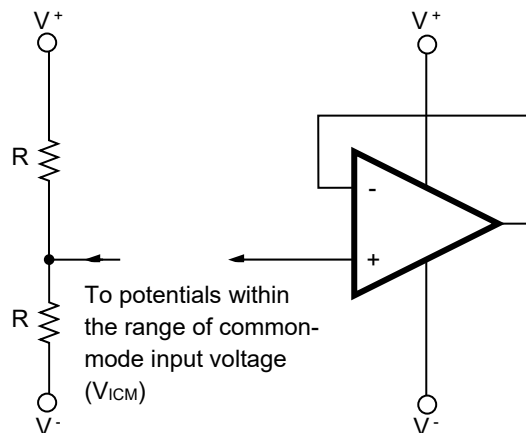 V+
V+
R
-
+
To potentials within
the range of common-
mode input voltage
(VICM)
R
V-
V-